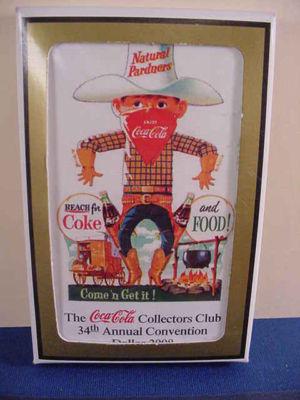 Natural
Pardners
ENJOY
Coca-Cola
REACH for
Coke
and
FOOD!
Come 'n Get it!
The Coca-Cola Collectors Club
34th Annual Convention